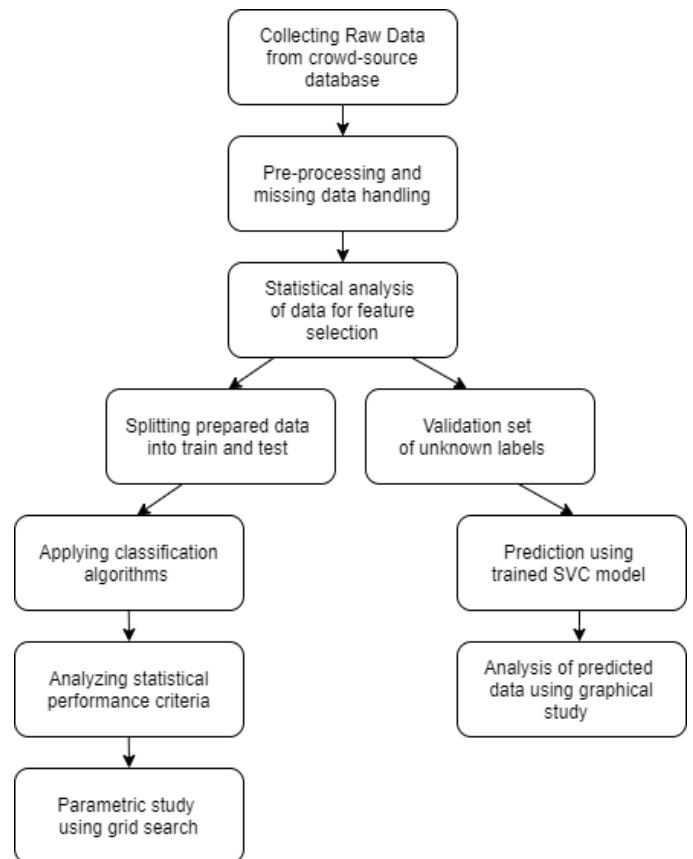 Collecting Raw Data
from crowd-source
database
Pre-processing and
missing data handling
Statistical analysis
of data for feature
selection
Splitting prepared data
into train and test
Validation set
of unknown labels
Applying classification
algorithms
Prediction using
trained SVC model
Analyzing statistical
performance criteria
Analysis of predicted
data using graphical
study
Parametric study
using grid search